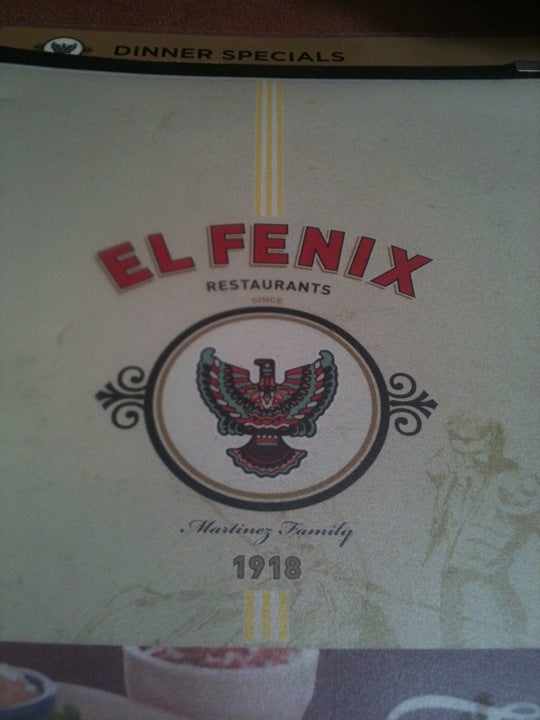 DINNER SPECIALS
EL FENIX
RESTAURANTS
SINCE
Martinez Family
1918